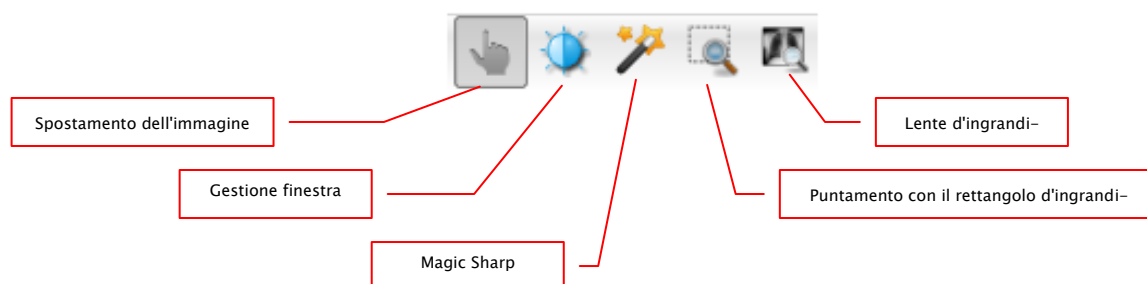 Spostamento dell'immagine
Lente d'ingrandi-
Gestione finestra
Puntamento con il rettangolo d'ingrandi-
Magic Sharp